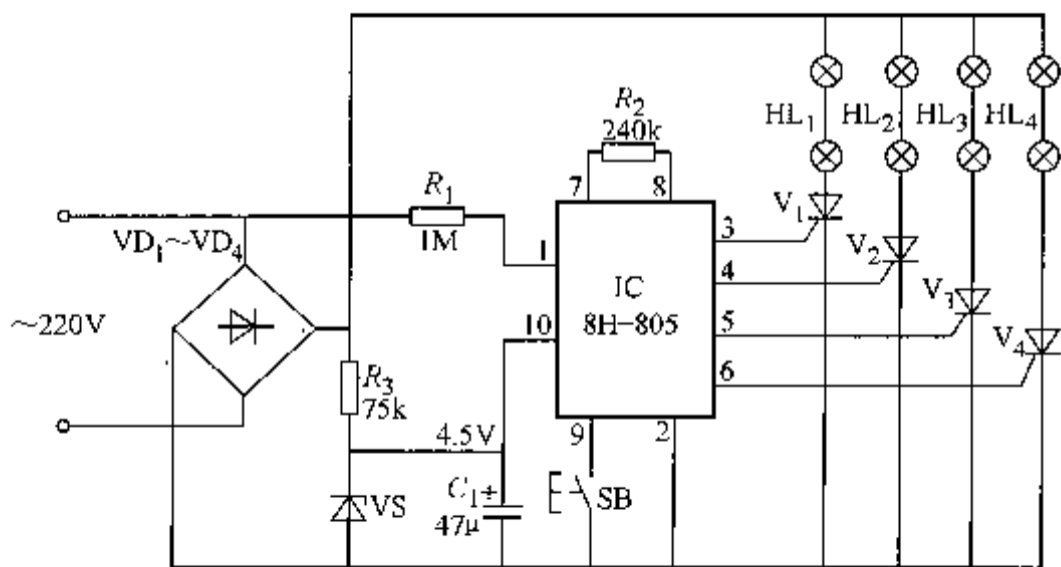 R2
240k
HL1
HL2
HL3
HL4
7
8
R1
1M
1
3
V1
VD1～VD4
4
V2
IC
8H-805
～220V
10
5
V3
6
V4
R3
75k
4.5V
9
2
VS
C1
+
47μ
SB